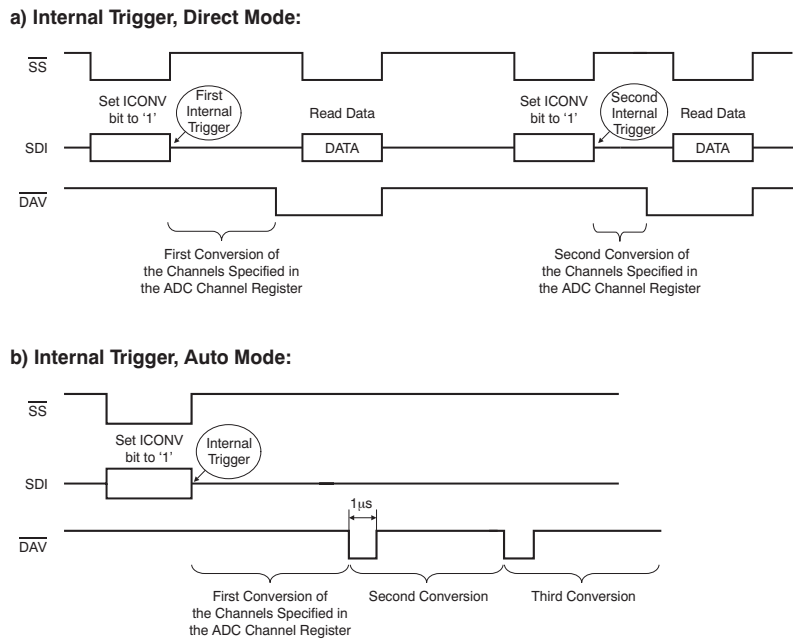 a) Internal Trigger, Direct Mode:
SS
Set ICONV
bit to ‘1’
First
Internal
Trigger
Read Data
Set ICONV
bit to ‘1’
Second
Internal
Trigger
Read Data
SDI
DATA
DATA
DAV
First Conversion of
the Channels Specified in
the ADC Channel Register
Second Conversion of
the Channels Specified in
the ADC Channel Register
b) Internal Trigger, Auto Mode:
SS
Set ICONV
bit to ‘1’
Internal
Trigger
SDI
1μs
DAV
First Conversion of
the Channels Specified in
the ADC Channel Register
Second Conversion
Third Conversion